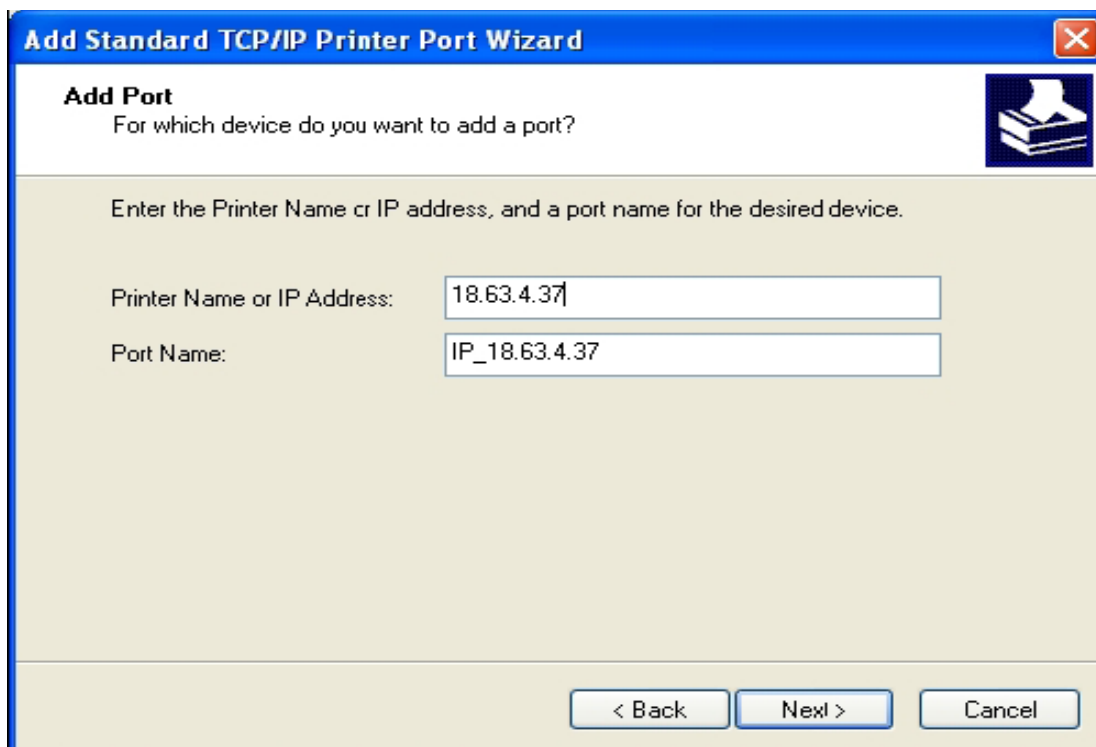 Add Standard TCP/IP Printer Port Wizard
Add Port
For which device do you want to add a port?
Enter the Printer Name cr IP address, and a port name for the desired device.
Printer Name or IP Address: 18.63.4.37
Port Name: IP_18.63.4.37
< Back Next > Cancel